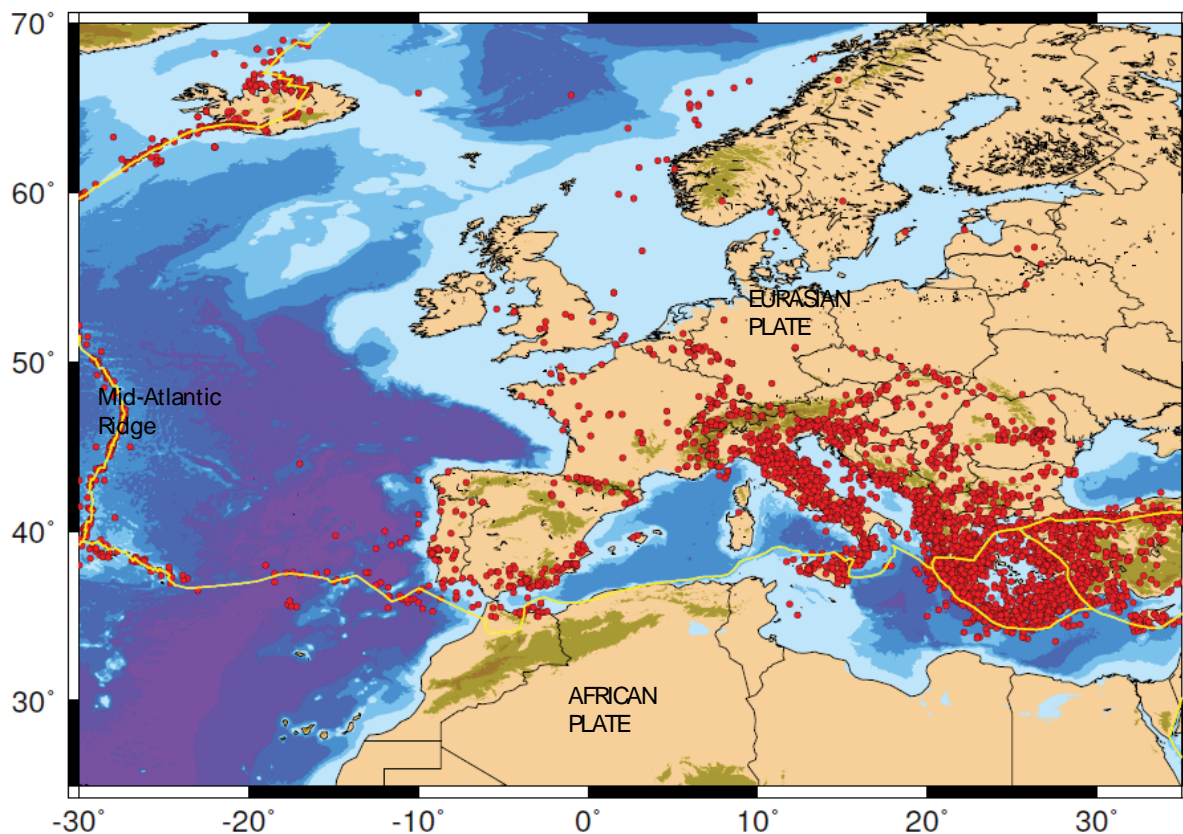 70°
60°
50°
40°
30°
-30°
-20°
-10°
0°
10°
20°
30°
Mid-Atlantic
Ridge
EURASIAN
PLATE
AFRICAN
PLATE